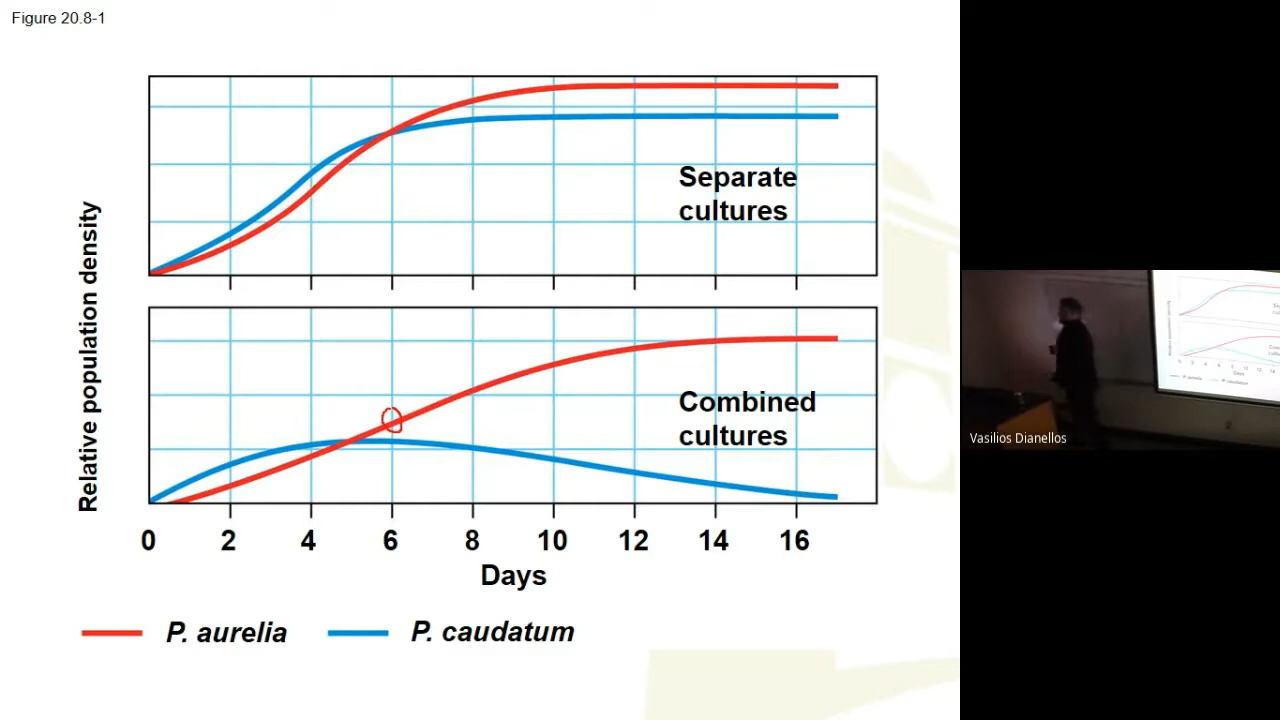 Figure 20.8-1
Relative population density
Separate
cultures
Combined
cultures
0 2 4 6 8 10 12 14 16
Days
P. aurelia P. caudatum
Vasilios Dianellos